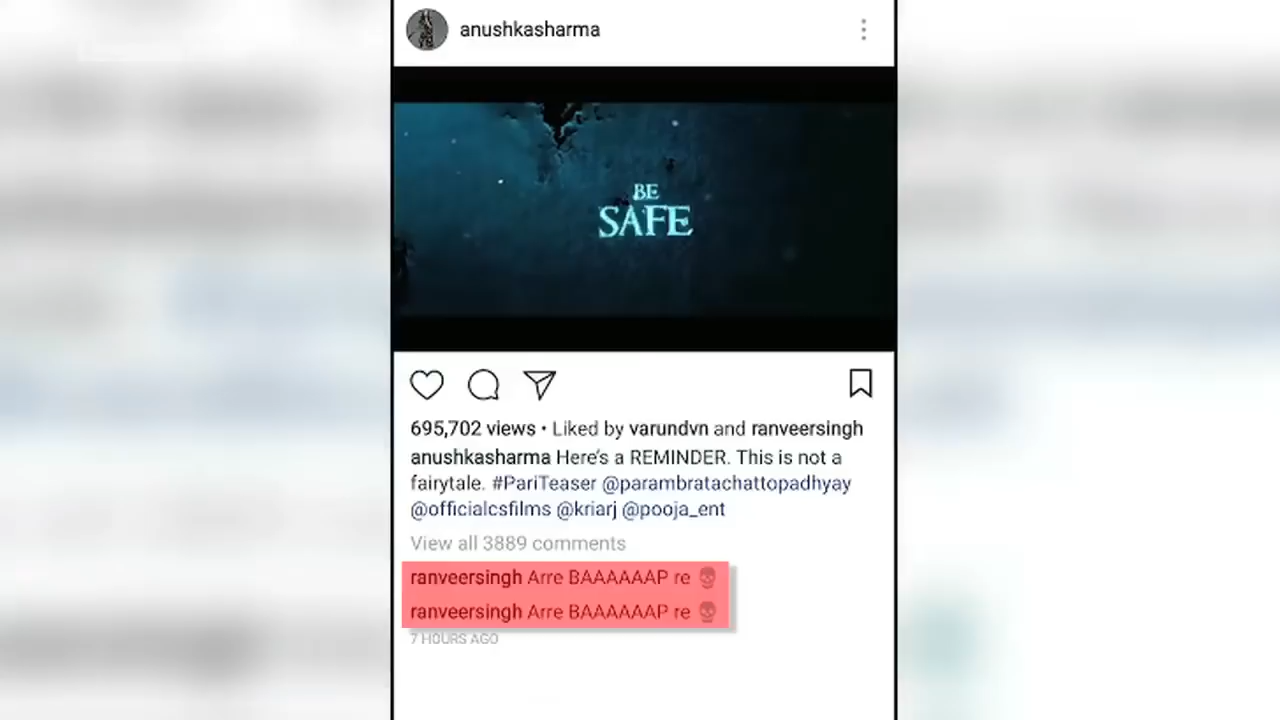 anushkasharma
BE
SAFE
695,702 views • Liked by varundvn and ranveersingh
anushkasharma Here's a REMINDER. This is not a
fairytale. #PariTeaser @parambratachattopadhyay
@officialcsfilms @kriarj @pooja_ent
View all 3889 comments
ranveersingh Arre BAAAAAAP re 💀
ranveersingh Arre BAAAAAAP re 💀
7 HOURS AGO